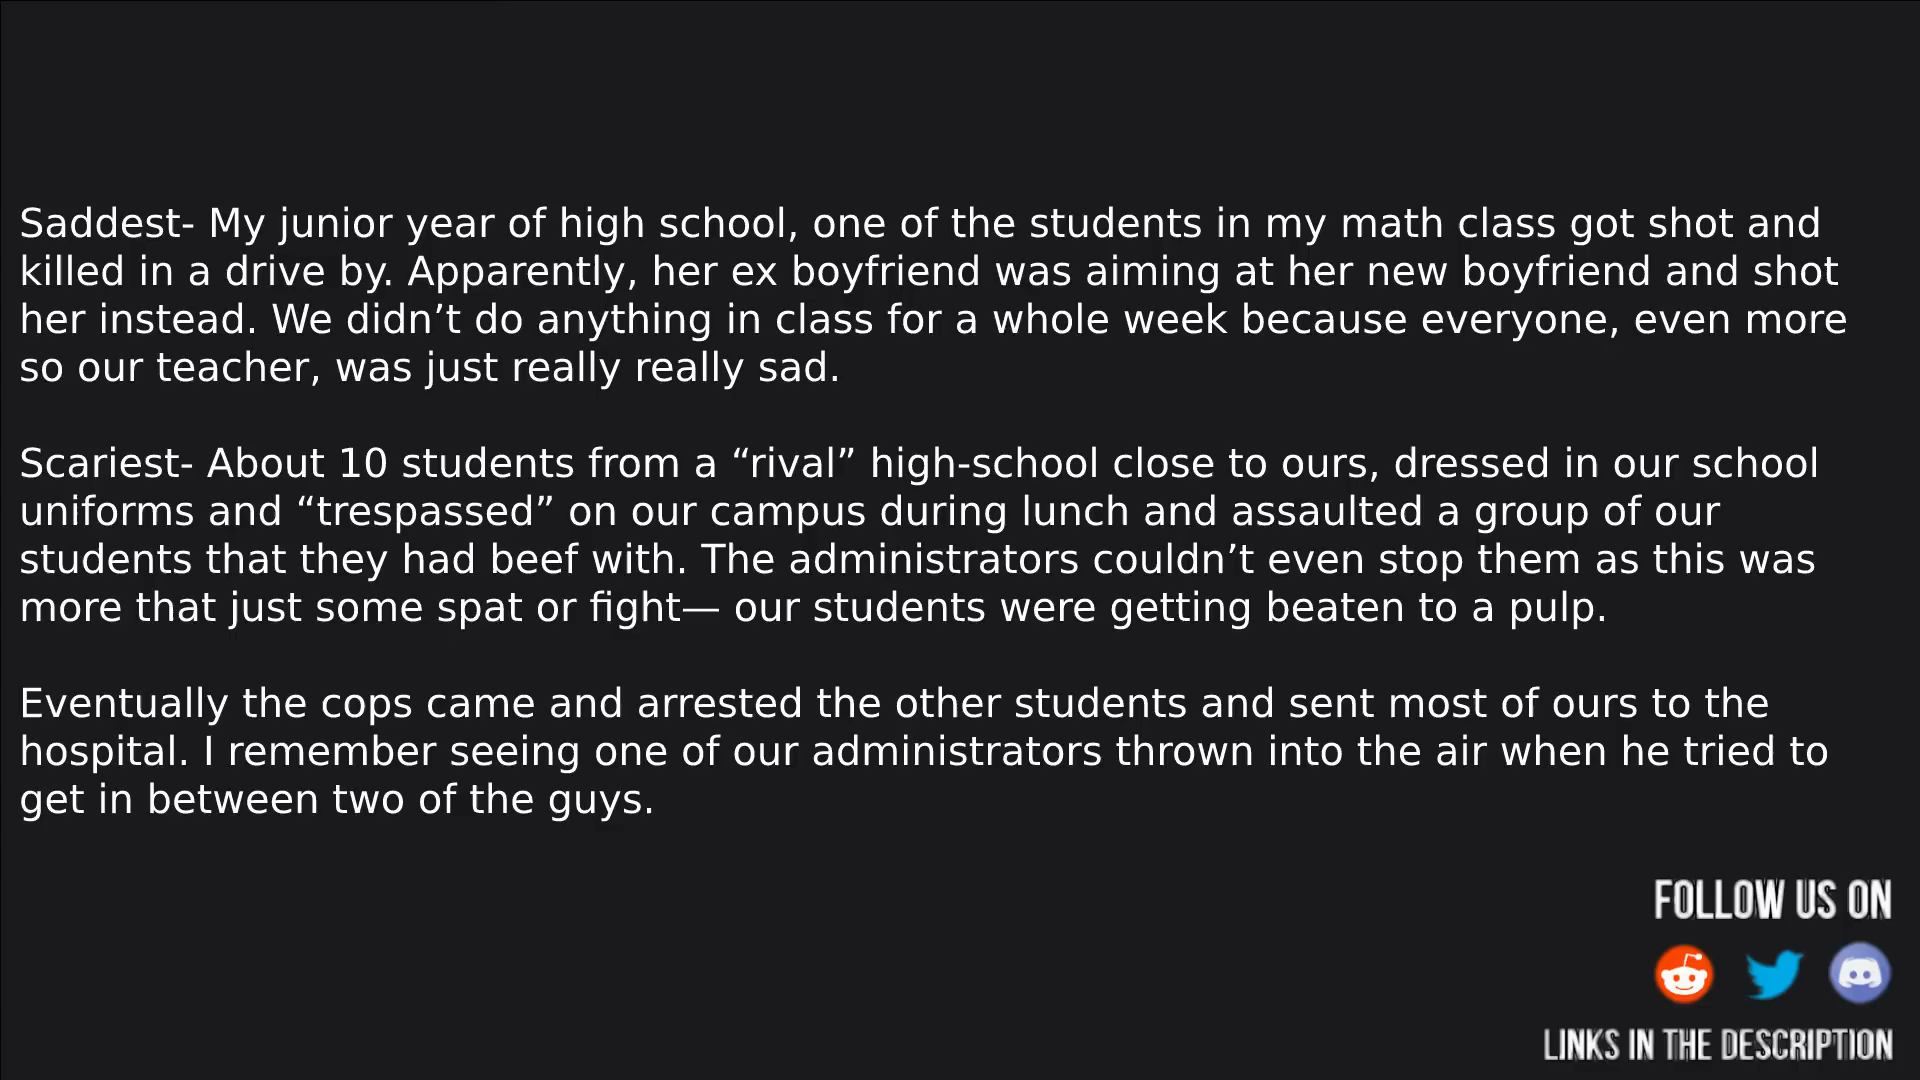 Saddest- My junior year of high school, one of the students in my math class got shot and
killed in a drive by. Apparently, her ex boyfriend was aiming at her new boyfriend and shot
her instead. We didn’t do anything in class for a whole week because everyone, even more
so our teacher, was just really really sad.
Scariest- About 10 students from a “rival” high-school close to ours, dressed in our school
uniforms and “trespassed” on our campus during lunch and assaulted a group of our
students that they had beef with. The administrators couldn’t even stop them as this was
more that just some spat or fight— our students were getting beaten to a pulp.
Eventually the cops came and arrested the other students and sent most of ours to the
hospital. I remember seeing one of our administrators thrown into the air when he tried to
get in between two of the guys.
FOLLOW US ON
LINKS IN THE DESCRIPTION